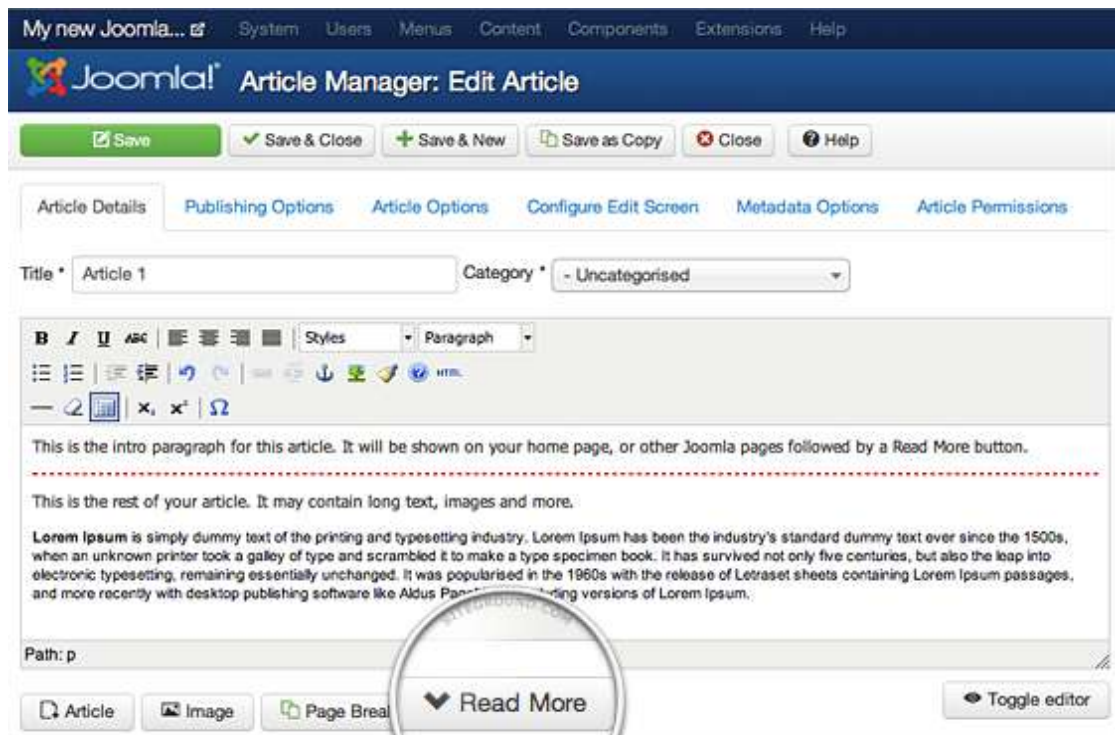 My new Joomla... System Users Menus Content Components Extensions Help
Joomla!® Article Manager: Edit Article
Save Save & Close Save & New Save as Copy Close Help
Article Details Publishing Options Article Options Configure Edit Screen Metadata Options Article Permissions
Title * Article 1 Category * - Uncategorised
B I U ABC Styles Paragraph
HTML
x, x² Ω
This is the intro paragraph for this article. It will be shown on your home page, or other Joomla pages followed by a Read More button.
This is the rest of your article. It may contain long text, images and more.
Lorem Ipsum is simply dummy text of the printing and typesetting industry. Lorem Ipsum has been the industry's standard dummy text ever since the 1500s,
when an unknown printer took a galley of type and scrambled it to make a type specimen book. It has survived not only five centuries, but also the leap into
electronic typesetting, remaining essentially unchanged. It was popularised in the 1960s with the release of Letraset sheets containing Lorem Ipsum passages,
and more recently with desktop publishing software like Aldus versions of Lorem Ipsum.
SITEGROUND.COM
Path: p
Article Image Page Break Read More Toggle editor